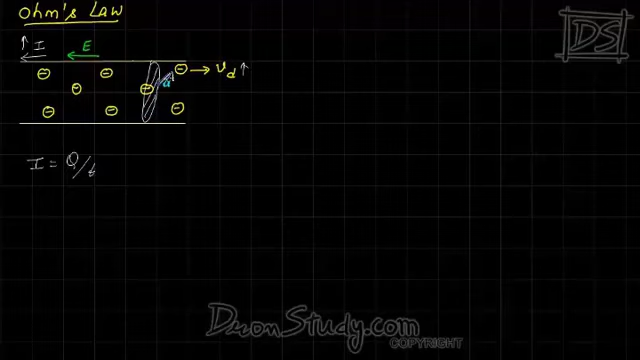 Ohm's Law
DS
↑ I
E
⊖ ⊖ ⊖ → v_d ↑
⊖ ⊖ a
⊖ ⊖ ⊖
I = Q/t
DronStudy.com
COPYRIGHT